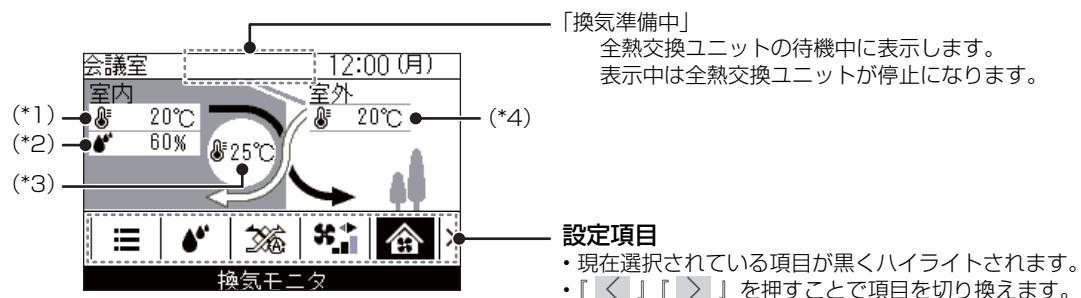 「換気準備中」
全熱交換ユニットの待機中に表示します。
表示中は全熱交換ユニットが停止になります。
会議室 12:00 (月)
室内 室外
(*1) 20℃ 20℃ (*4)
(*2) 60%
(*3) 25℃
A
換気モニタ
設定項目
・現在選択されている項目が黒くハイライトされます。
・『 < 』『 > 』を押すことで項目を切り換えます。